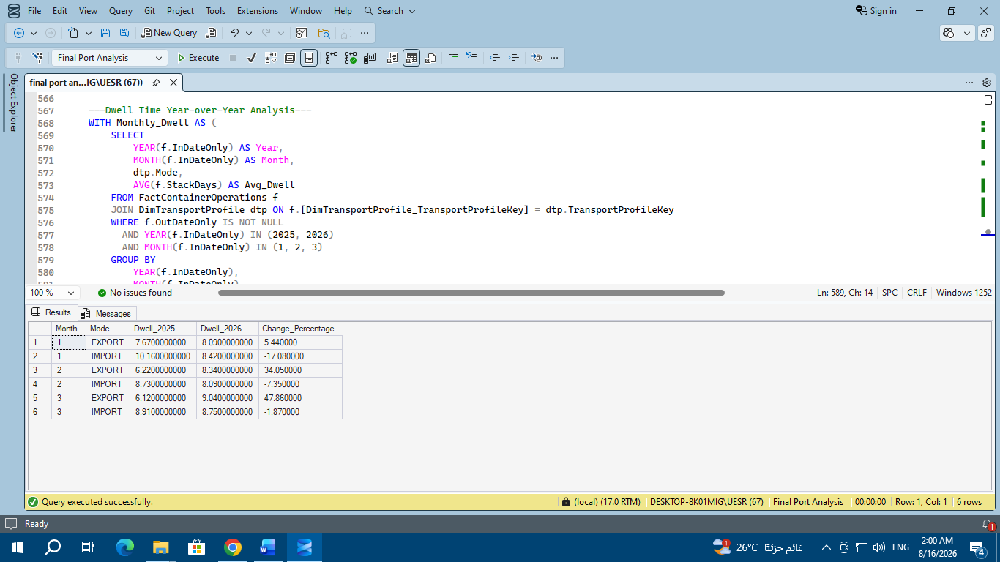 File Edit View Query Git Project Tools Extensions Window Help Search Sign in
New Query
Final Port Analysis Execute
Object Explorer
final port an...IG\UESR (67))
566
567 ---Dwell Time Year-over-Year Analysis---
568 WITH Monthly_Dwell AS (
569 SELECT
570 YEAR(f.InDateOnly) AS Year,
571 MONTH(f.InDateOnly) AS Month,
572 dtp.Mode,
573 AVG(f.StackDays) AS Avg_Dwell
574 FROM FactContainerOperations f
575 JOIN DimTransportProfile dtp ON f.[DimTransportProfile_TransportProfileKey] = dtp.TransportProfileKey
576 WHERE f.OutDateOnly IS NOT NULL
577 AND YEAR(f.InDateOnly) IN (2025, 2026)
578 AND MONTH(f.InDateOnly) IN (1, 2, 3)
579 GROUP BY
580 YEAR(f.InDateOnly),
581 MONTH(f.InDateOnly)
100 % No issues found Ln: 589, Ch: 14 SPC CRLF Windows 1252
Results Messages
Month Mode Dwell_2025 Dwell_2026 Change_Percentage
1 1 EXPORT 7.6700000000 8.0900000000 5.440000
2 1 IMPORT 10.1600000000 8.4200000000 -17.080000
3 2 EXPORT 6.2200000000 8.3400000000 34.050000
4 2 IMPORT 8.7300000000 8.0900000000 -7.350000
5 3 EXPORT 6.1200000000 9.0400000000 47.860000
6 3 IMPORT 8.9100000000 8.7500000000 -1.870000
Query executed successfully. (local) (17.0 RTM) DESKTOP-8K01MIG\UESR (67) Final Port Analysis 00:00:00 Row: 1, Col: 1 6 rows
Ready 1
1 26°C غائم جزئيًا ENG 2:00 AM
8/16/2026 4